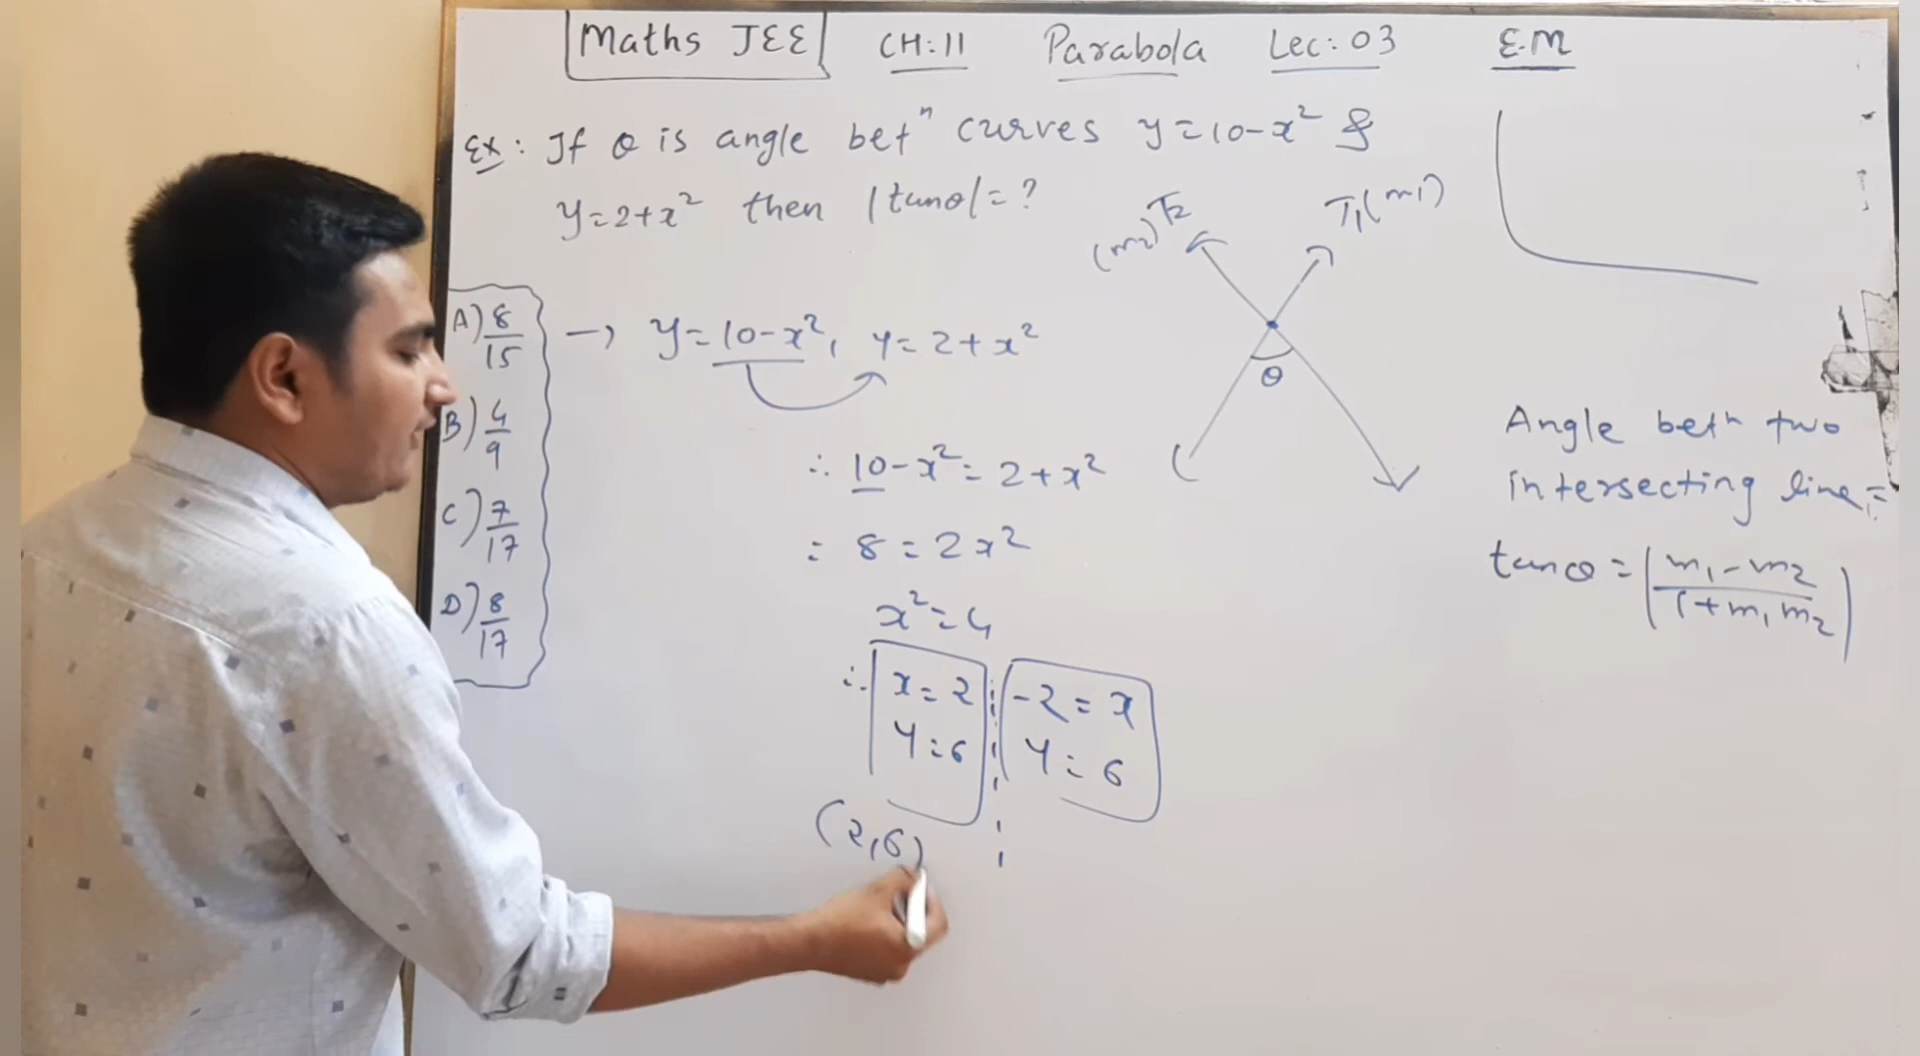 Maths JEE CH:11 Parabola Lec:03 E.M
Ex: If θ is angle betⁿ curves y=10-x² &
y=2+x² then |tanθ|=?
(m2) T2 T1(m1)
A) 8/15
B) 4/9
C) 7/17
D) 8/17
→ y=10-x², y=2+x²
θ
∴ 10-x²=2+x²
= 8=2x²
x²=4
∴ x=2 -2=x
y=6 y=6
(2,6)
Angle betn two
intersecting line =
tanθ = |m1-m2/1+m1m2|